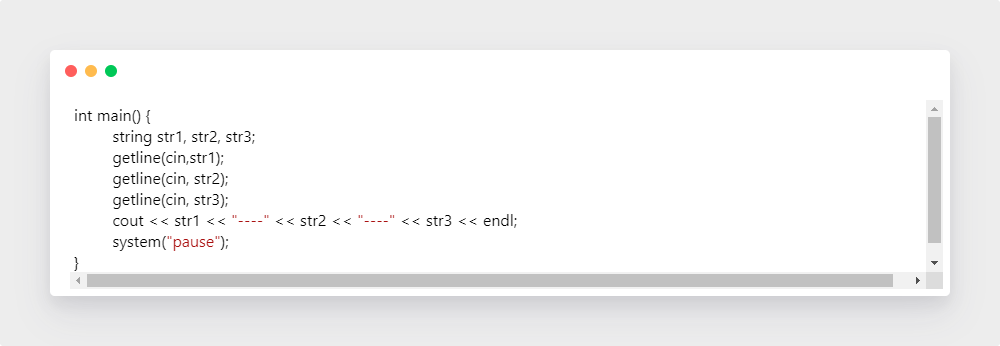 int main() {
string str1, str2, str3;
getline(cin,str1);
getline(cin, str2);
getline(cin, str3);
cout << str1 << "----" << str2 << "----" << str3 << endl;
system("pause");
}